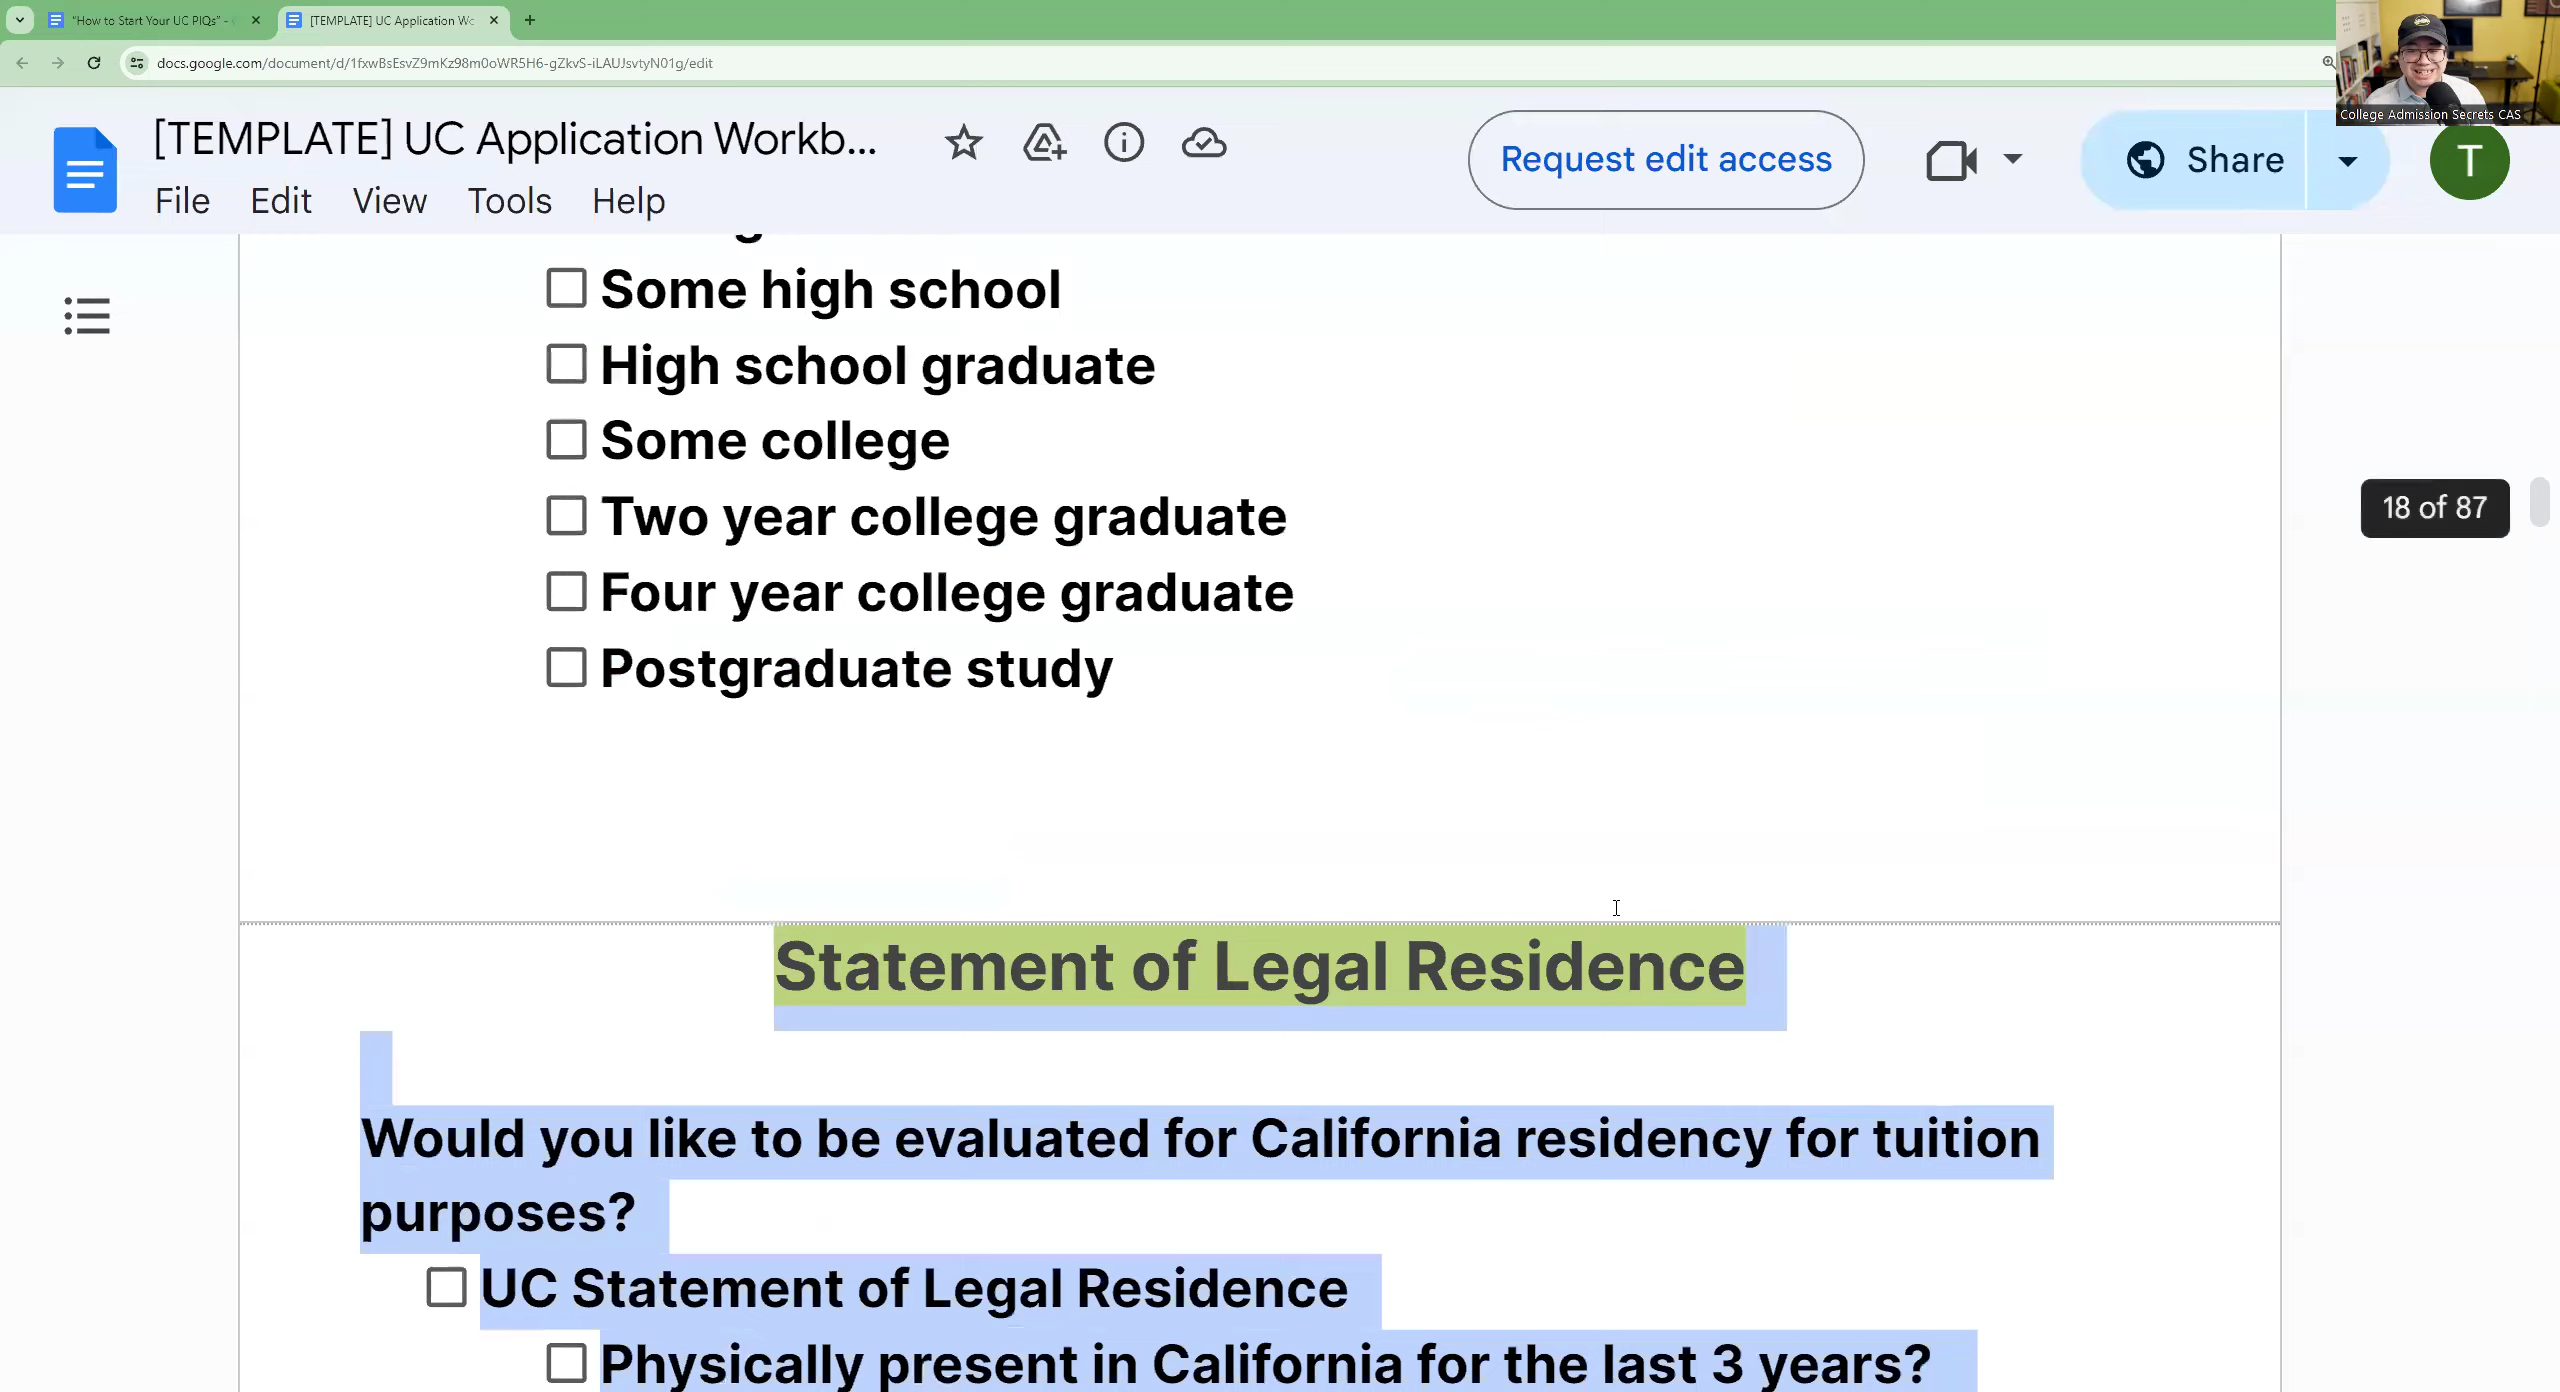 "How to Start Your UC PIQs" -
[TEMPLATE] UC Application Wo
docs.google.com/document/d/1fxwBsEsvZ9mKz98m0oWR5H6-gZkvS-iLAUJsvtyN01g/edit
College Admission Secrets CAS
[TEMPLATE] UC Application Workb...
Request edit access
Share
T
File Edit View Tools Help
Some high school
High school graduate
Some college
Two year college graduate
18 of 87
Four year college graduate
Postgraduate study
Statement of Legal Residence
Would you like to be evaluated for California residency for tuition
purposes?
UC Statement of Legal Residence
Physically present in California for the last 3 years?